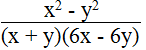 x² - y²
(x + y)(6x - 6y)